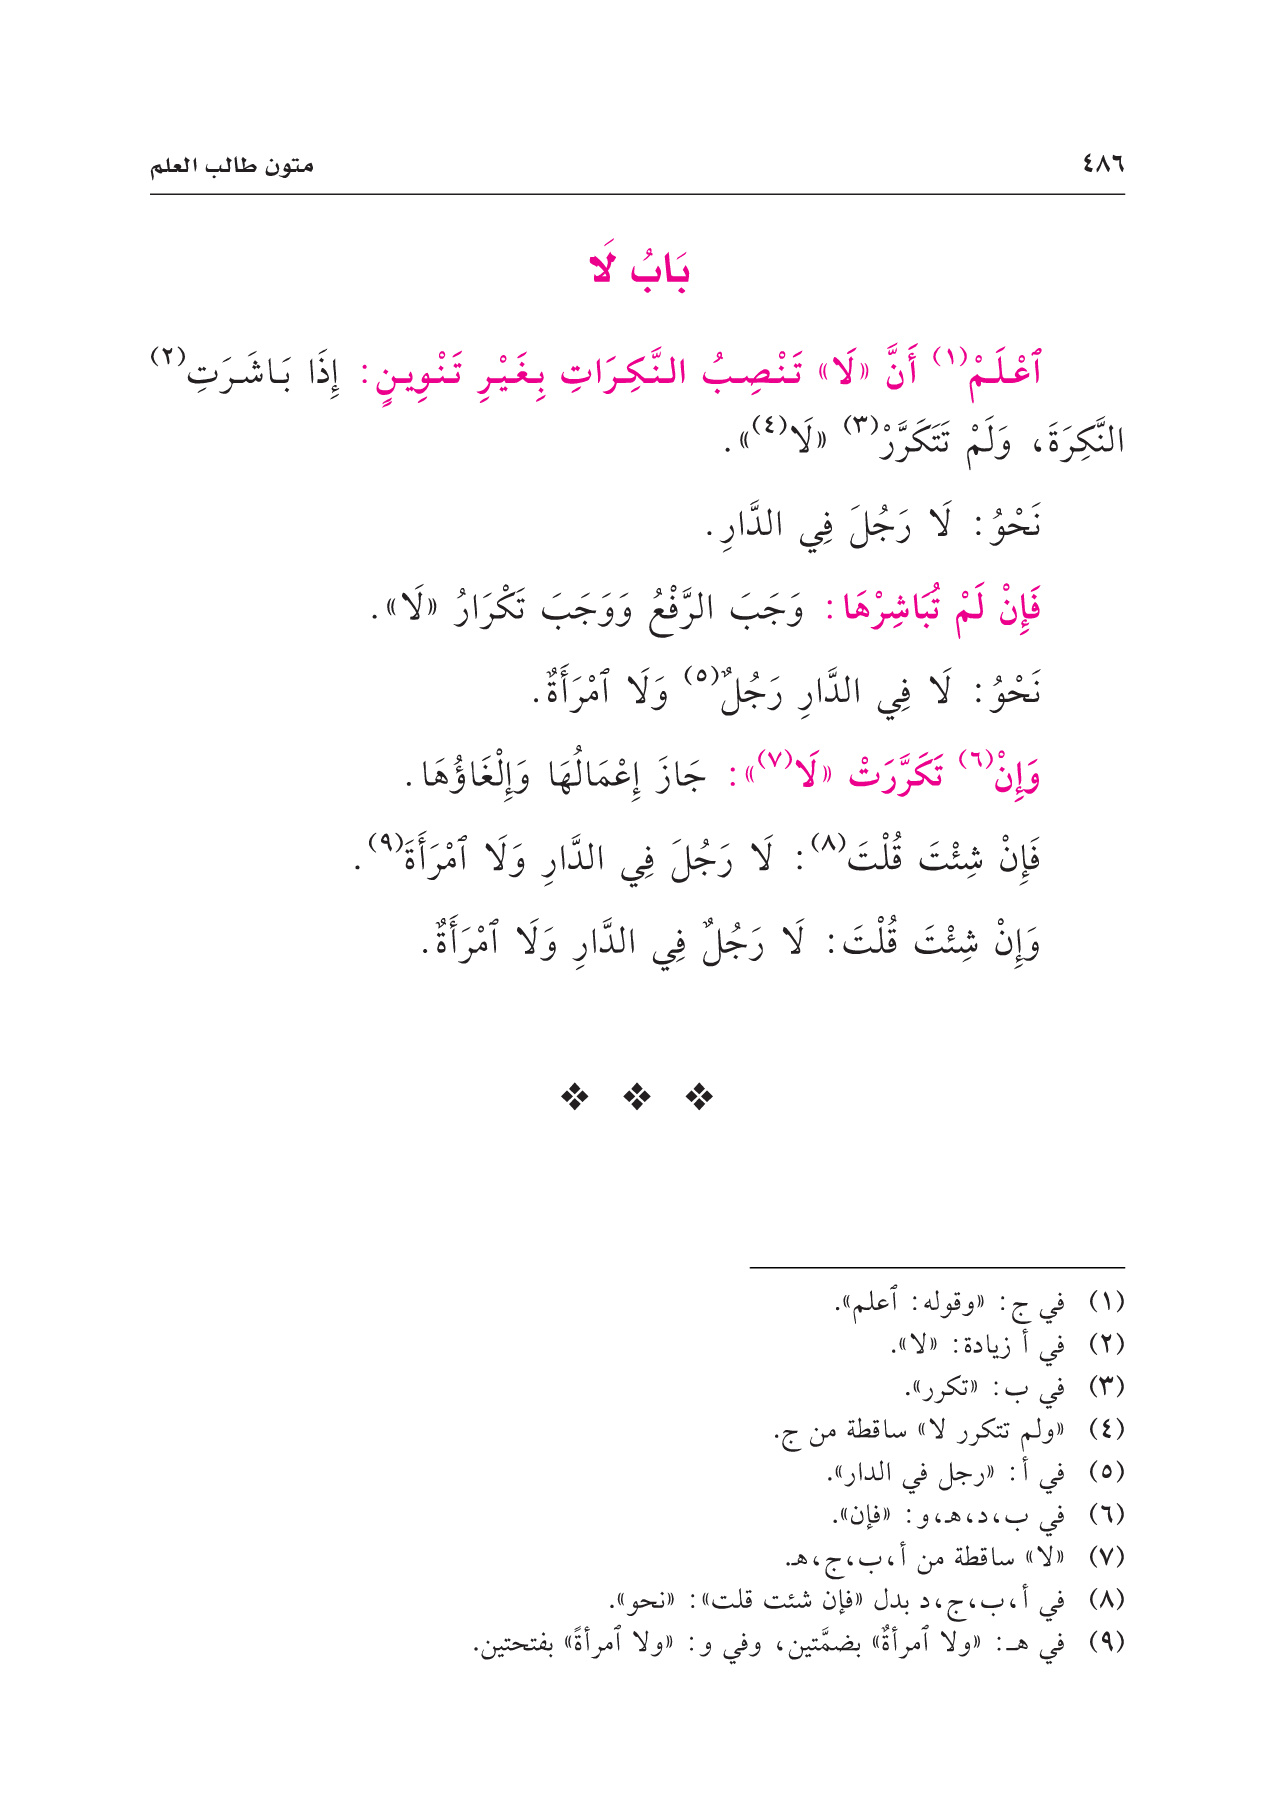 ٤٨٦
متون طالب العلم
بَابُ لَا
ٱعْلَمْ(١) أَنَّ «لَا» تَنْصِبُ النَّكِرَاتِ بِغَيْرِ تَنْوِينٍ: إِذَا بَاشَرَتِ(٢)
النَّكِرَةَ، وَلَمْ تَتَكَرَّرْ(٣) «لَا(٤)».
نَحْوُ: لَا رَجُلَ فِي الدَّارِ.
فَإِنْ لَمْ تُبَاشِرْهَا: وَجَبَ الرَّفْعُ وَوَجَبَ تَكْرَارُ «لَا».
نَحْوُ: لَا فِي الدَّارِ رَجُلٌ(٥) وَلَا ٱمْرَأَةٌ.
وَإِنْ(٦) تَكَرَّرَتْ «لَا(٧)»: جَازَ إِعْمَالُهَا وَإِلْغَاؤُهَا.
فَإِنْ شِئْتَ قُلْتَ(٨): لَا رَجُلَ فِي الدَّارِ وَلَا ٱمْرَأَةَ(٩).
وَإِنْ شِئْتَ قُلْتَ: لَا رَجُلٌ فِي الدَّارِ وَلَا ٱمْرَأَةٌ.
(١) في ج: «وقوله: ٱعلم».
(٢) في أ زيادة: «لا».
(٣) في ب: «تكرر».
(٤) «ولم تتكرر لا» ساقطة من ج.
(٥) في أ: «رجل في الدار».
(٦) في ب،د،هـ،و: «فإن».
(٧) «لا» ساقطة من أ،ب،ج،هـ.
(٨) في أ،ب،ج،د بدل «فإن شئت قلت»: «نحو».
(٩) في هـ: «ولا ٱمرأةٌ» بضمَّتين، وفي و: «ولا ٱمرأةً» بفتحتين.